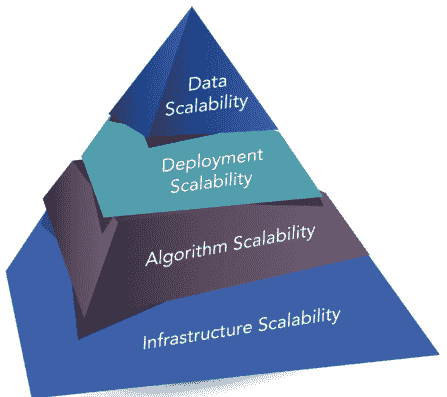 Data
Scalability
Deployment
Scalability
Algorithm Scalability
Infrastructure Scalability